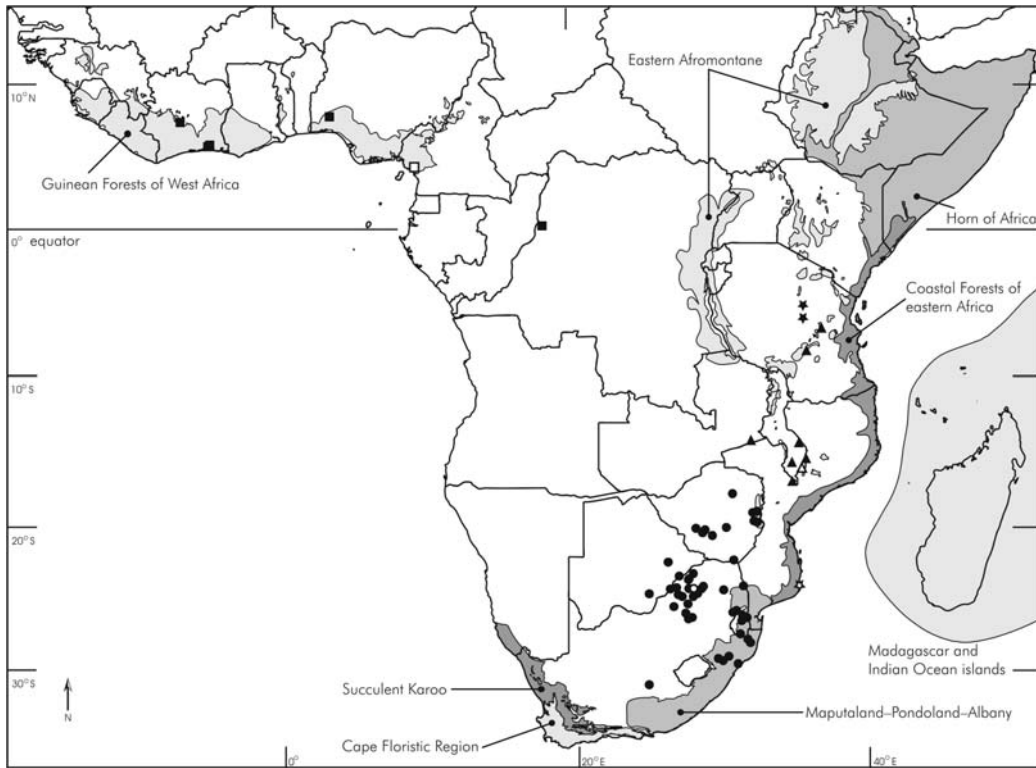 Eastern Afromontane
10°N
Guinean Forests of West Africa
Horn of Africa
0° equator
Coastal Forests of
eastern Africa
10°S
20°S
Madagascar and
Indian Ocean islands
30°S
Succulent Karoo
Maputaland–Pondoland–Albany
N
Cape Floristic Region
0°
20°E
40°E